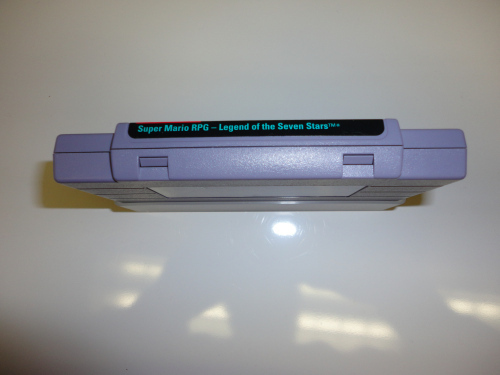 Super Mario RPG – Legend of the Seven Stars™*